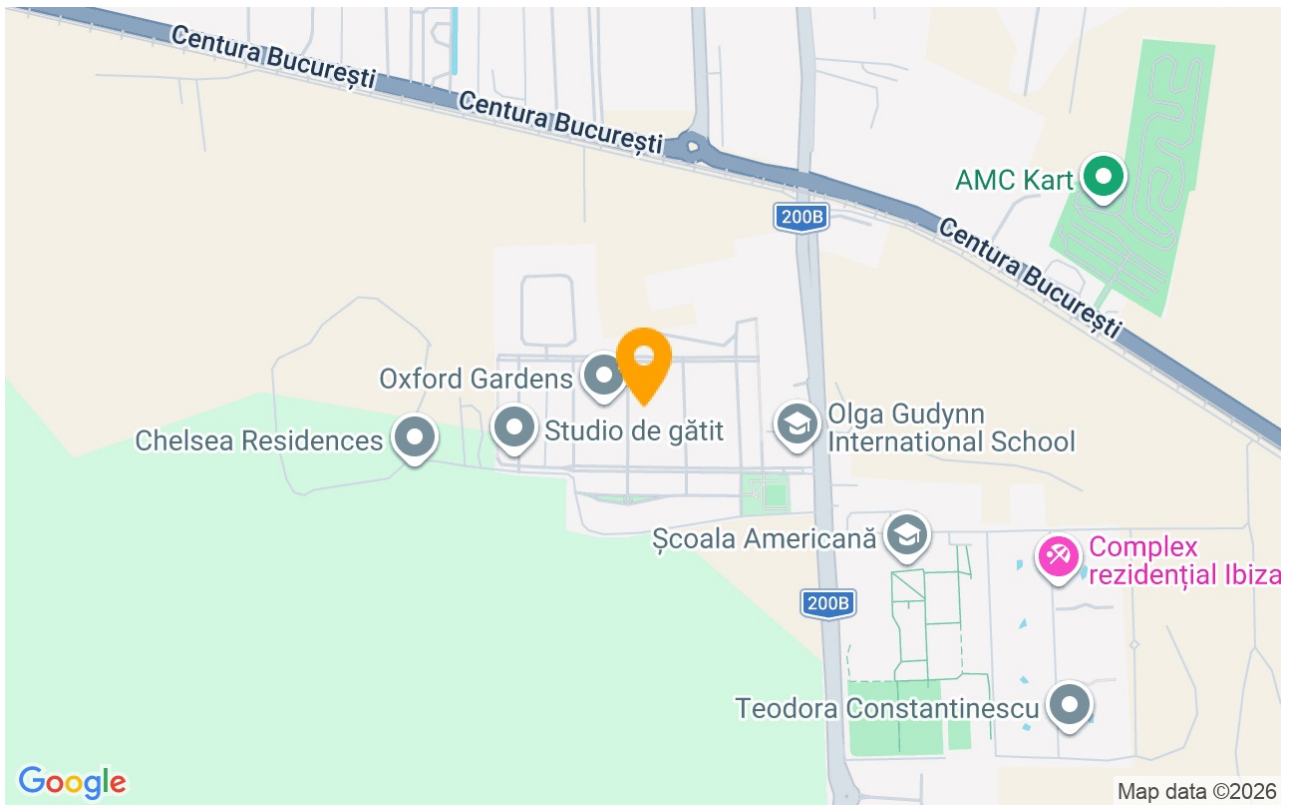 Centura București
Centura București
AMC Kart
200B
Centura București
Oxford Gardens
Studio de gătit
Chelsea Residences
Olga Gudynn
International School
Școala Americană
Complex
rezidențial Ibiza
200B
Teodora Constantinescu
Google
Map data ©2026